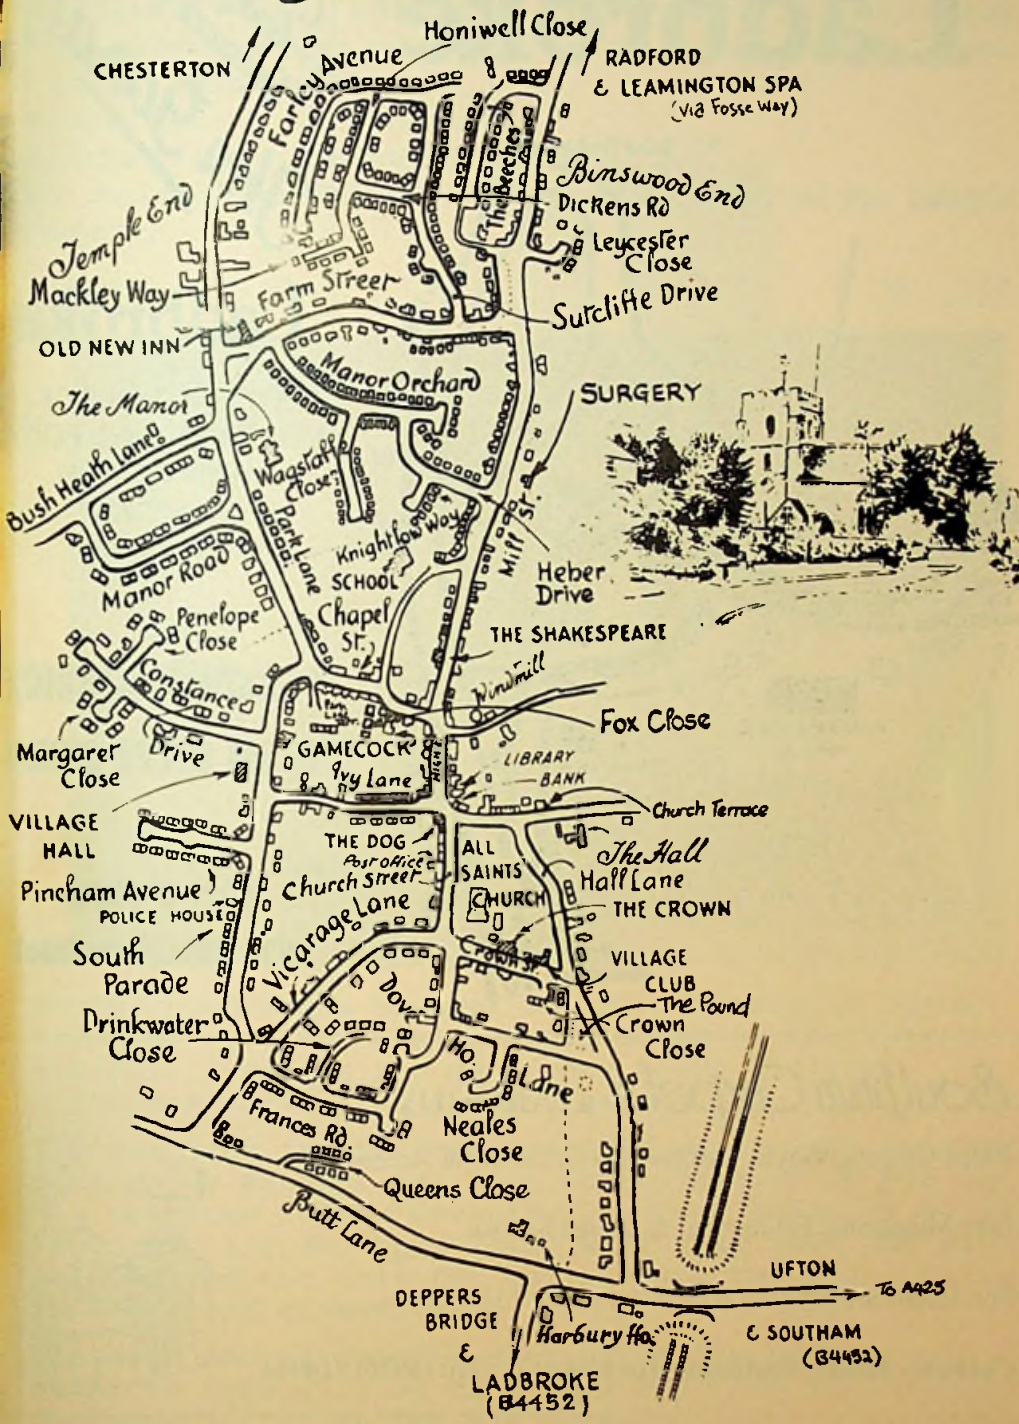 Honiwell Close
CHESTERTON
Farley Avenue
RADFORD
& LEAMINGTON SPA
(via Fosse Way)
The Beeches
Binswood End
Dickens Rd
Temple End
Leycester
Close
Mackley Way
Farm Street
Sutcliffe Drive
OLD NEW INN
Manor Orchard
SURGERY
The Manor
Bush Heath Lane
Wagstaff
Close
Park Lane
Mill St.
Knightlow Way
SCHOOL
Manor Road
Heber
Drive
Chapel
St.
Penelope
Close
THE SHAKESPEARE
Constance
Drive
Windmill
Fox Close
Margaret
Close
GAMECOCK
HIGH
LIBRARY
Ivy Lane
BANK
Church Terrace
VILLAGE
HALL
THE DOG
Post office
ALL
SAINTS'
CHURCH
The Hall
Hall Lane
Pincham Avenue
Church Street
POLICE HOUSE
THE CROWN
Vicarage Lane
Crown St.
South
Parade
VILLAGE
CLUB
The Pound
Dove
Ho.
Lane
Drinkwater
Close
Crown
Close
Frances Rd.
Neales
Close
Queens Close
Butt Lane
UFTON
To A425
DEPPERS
BRIDGE
&
LADBROKE
(B4452)
Harbury Ho.
& SOUTHAM
(B4452)